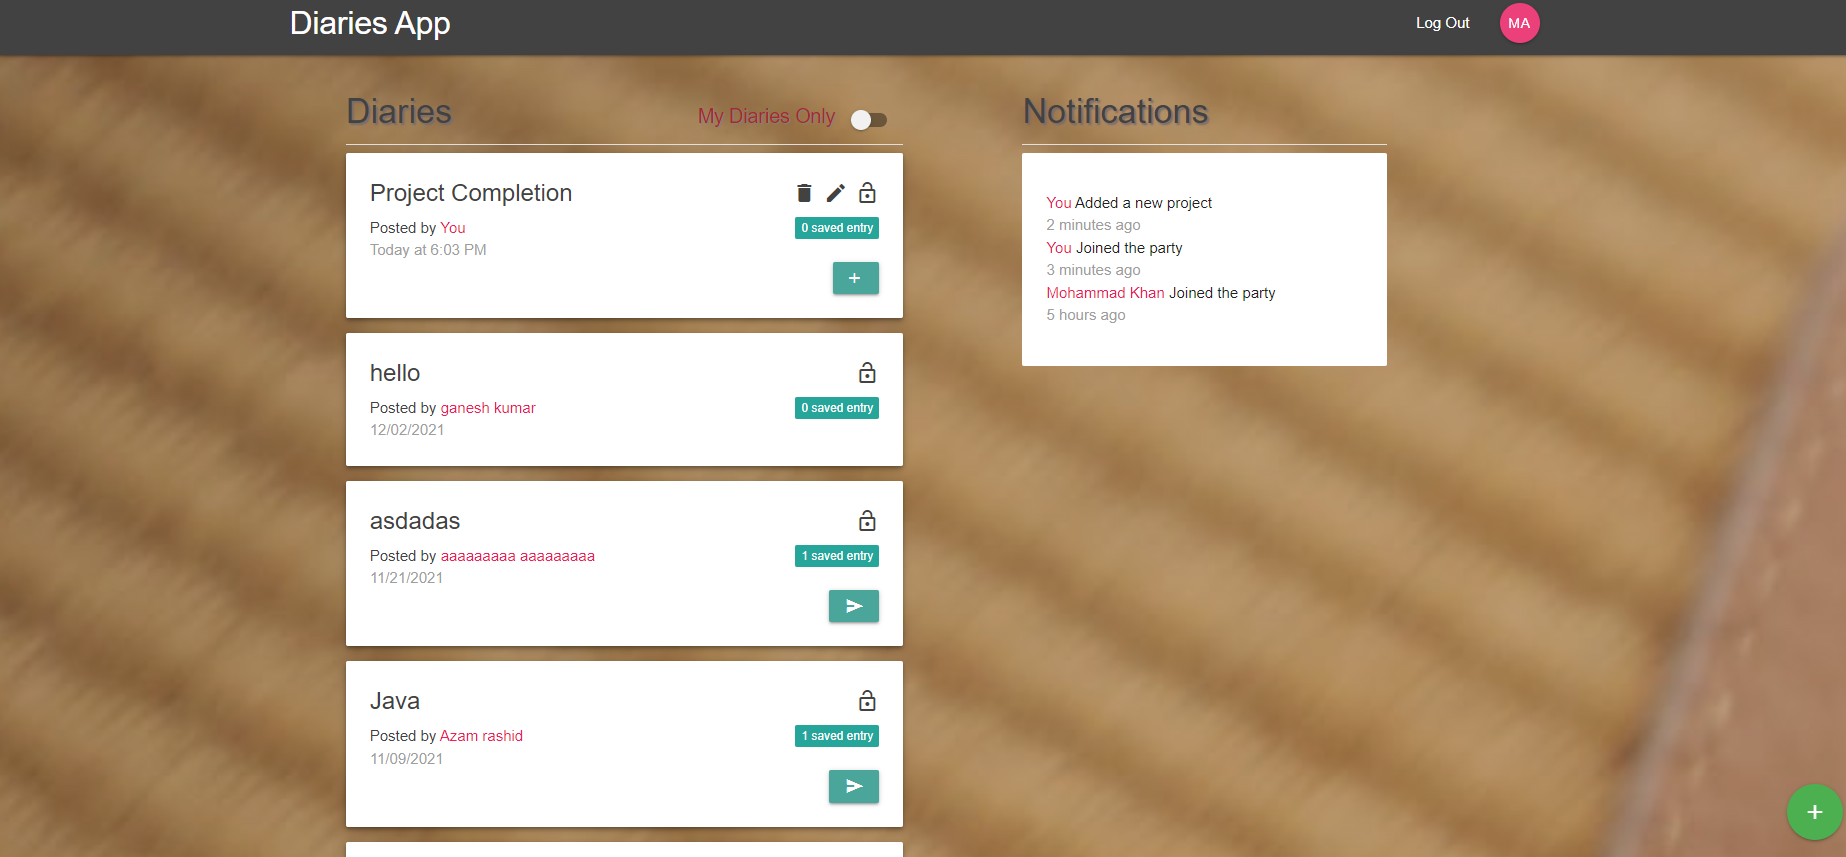 Diaries App
Log Out
MA
Diaries
My Diaries Only
Project Completion
Posted by You
0 saved entry
Today at 6:03 PM
+
hello
Posted by ganesh kumar
0 saved entry
12/02/2021
asdadas
Posted by aaaaaaaaa aaaaaaaaa
1 saved entry
11/21/2021
Java
Posted by Azam rashid
1 saved entry
11/09/2021
Notifications
You Added a new project
2 minutes ago
You Joined the party
3 minutes ago
Mohammad Khan Joined the party
5 hours ago
+